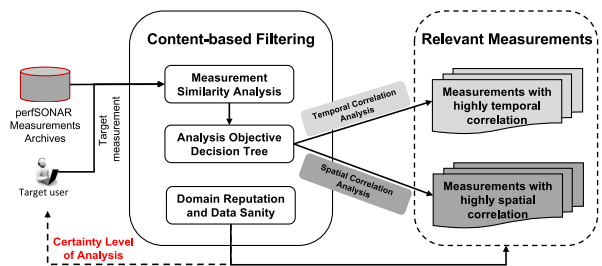 Content-based Filtering
Relevant Measurements
perfSONAR
Measurements
Archives
Target user
Target
measurement
Measurement
Similarity Analysis
Analysis Objective
Decision Tree
Domain Reputation
and Data Sanity
Temporal Correlation
Analysis
Spatial Correlation
Analysis
Measurements with
highly temporal
correlation
Measurements with
highly spatial
correlation
Certainty Level
of Analysis